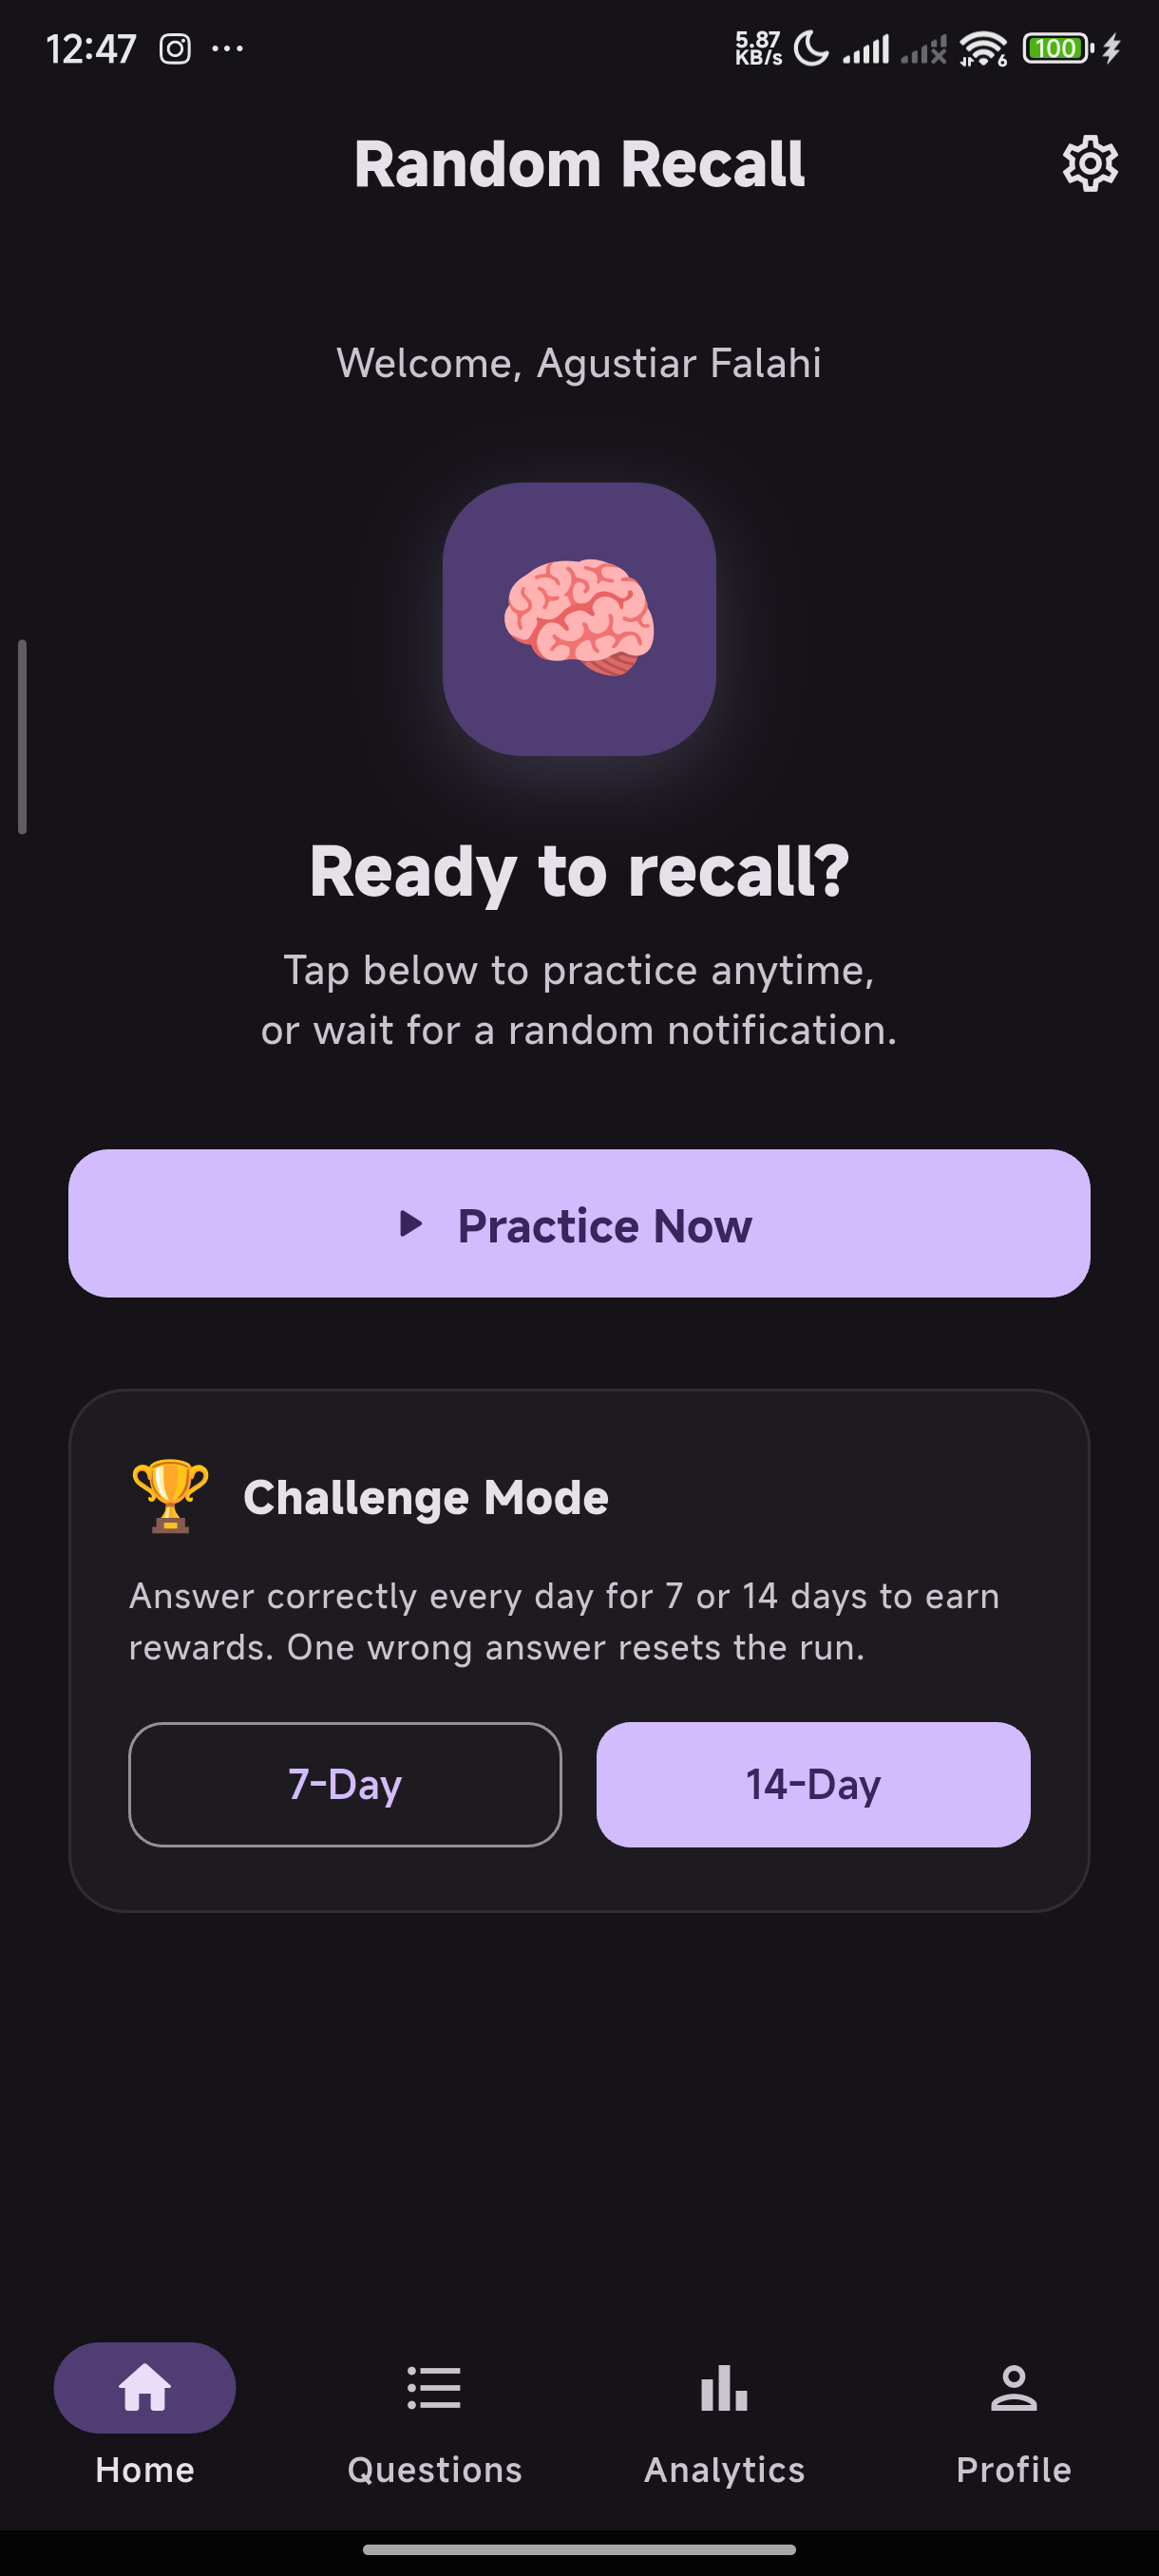 12:47
5.87
KB/s
6
100
Random Recall
Welcome, Agustiar Falahi
Ready to recall?
Tap below to practice anytime,
or wait for a random notification.
Practice Now
Challenge Mode
Answer correctly every day for 7 or 14 days to earn
rewards. One wrong answer resets the run.
7-Day
14-Day
Home
Questions
Analytics
Profile